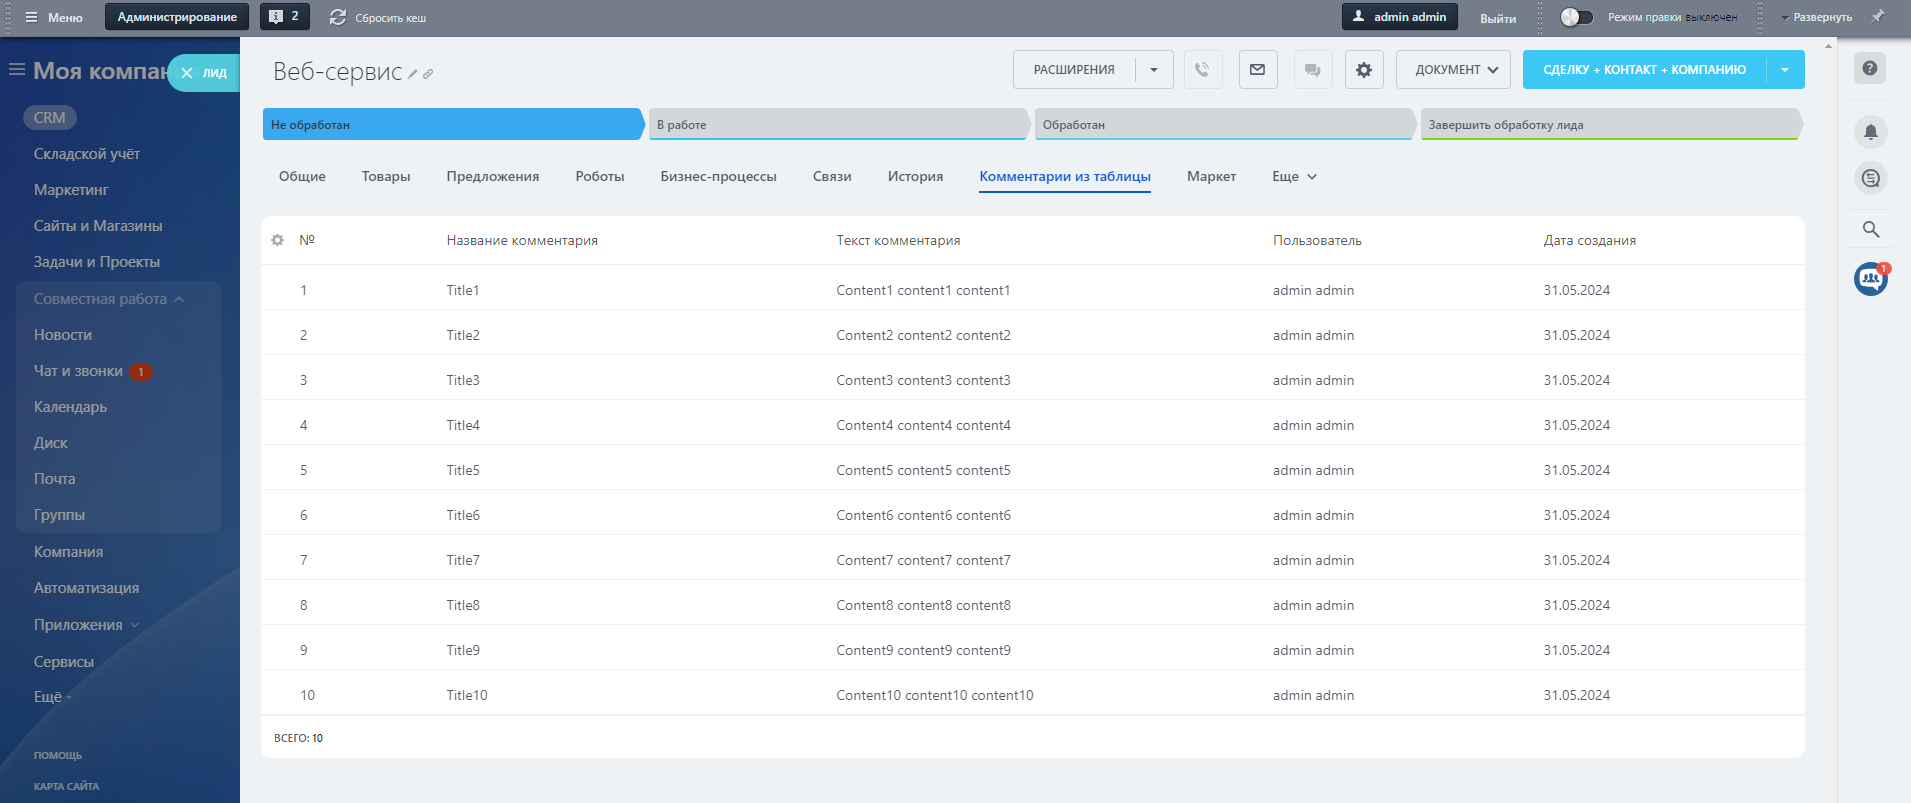 Меню
Администрирование
2
Сбросить кеш
admin admin
Выйти
Режим правки выключен
Развернуть
Моя компан
ЛИД
CRM
Складской учёт
Маркетинг
Сайты и Магазины
Задачи и Проекты
Совместная работа
Новости
Чат и звонки 1
Календарь
Диск
Почта
Группы
Компания
Автоматизация
Приложения
Сервисы
Ещё
ПОМОЩЬ
КАРТА САЙТА
Веб-сервис
РАСШИРЕНИЯ
ДОКУМЕНТ
СДЕЛКУ + КОНТАКТ + КОМПАНИЮ
Не обработан
В работе
Обработан
Завершить обработку лида
Общие Товары Предложения Роботы Бизнес-процессы Связи История Комментарии из таблицы Маркет Еще
№ Название комментария Текст комментария Пользователь Дата создания
1 Title1 Content1 content1 content1 admin admin 31.05.2024
2 Title2 Content2 content2 content2 admin admin 31.05.2024
3 Title3 Content3 content3 content3 admin admin 31.05.2024
4 Title4 Content4 content4 content4 admin admin 31.05.2024
5 Title5 Content5 content5 content5 admin admin 31.05.2024
6 Title6 Content6 content6 content6 admin admin 31.05.2024
7 Title7 Content7 content7 content7 admin admin 31.05.2024
8 Title8 Content8 content8 content8 admin admin 31.05.2024
9 Title9 Content9 content9 content9 admin admin 31.05.2024
10 Title10 Content10 content10 content10 admin admin 31.05.2024
ВСЕГО: 10
?
1